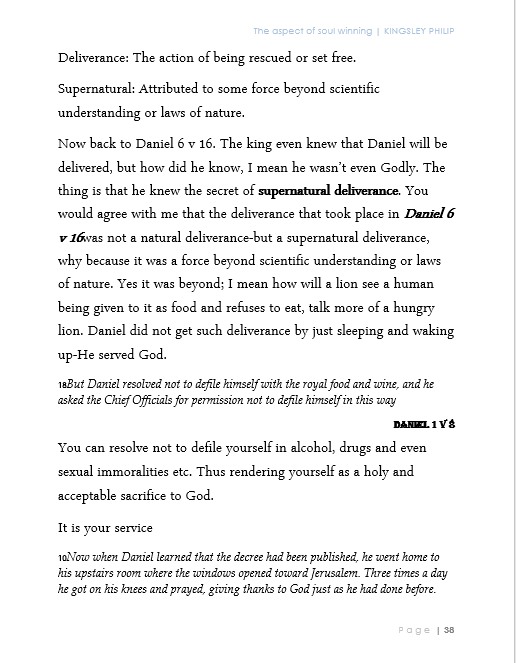 The aspect of soul winning | KINGSLEY PHILIP
Deliverance: The action of being rescued or set free.
Supernatural: Attributed to some force beyond scientific
understanding or laws of nature.
Now back to Daniel 6 v 16. The king even knew that Daniel will be
delivered, but how did he know, I mean he wasn't even Godly. The
thing is that he knew the secret of supernatural deliverance. You
would agree with me that the deliverance that took place in Daniel 6
v 16was not a natural deliverance-but a supernatural deliverance,
why because it was a force beyond scientific understanding or laws
of nature. Yes it was beyond; I mean how will a lion see a human
being given to it as food and refuses to eat, talk more of a hungry
lion. Daniel did not get such deliverance by just sleeping and waking
up-He served God.
18But Daniel resolved not to defile himself with the royal food and wine, and he
asked the Chief Officials for permission not to defile himself in this way
DANIEL 1 V 8
You can resolve not to defile yourself in alcohol, drugs and even
sexual immoralities etc. Thus rendering yourself as a holy and
acceptable sacrifice to God.
It is your service
10Now when Daniel learned that the decree had been published, he went home to
his upstairs room where the windows opened toward Jerusalem. Three times a day
he got on his knees and prayed, giving thanks to God just as he had done before.
Page | 38